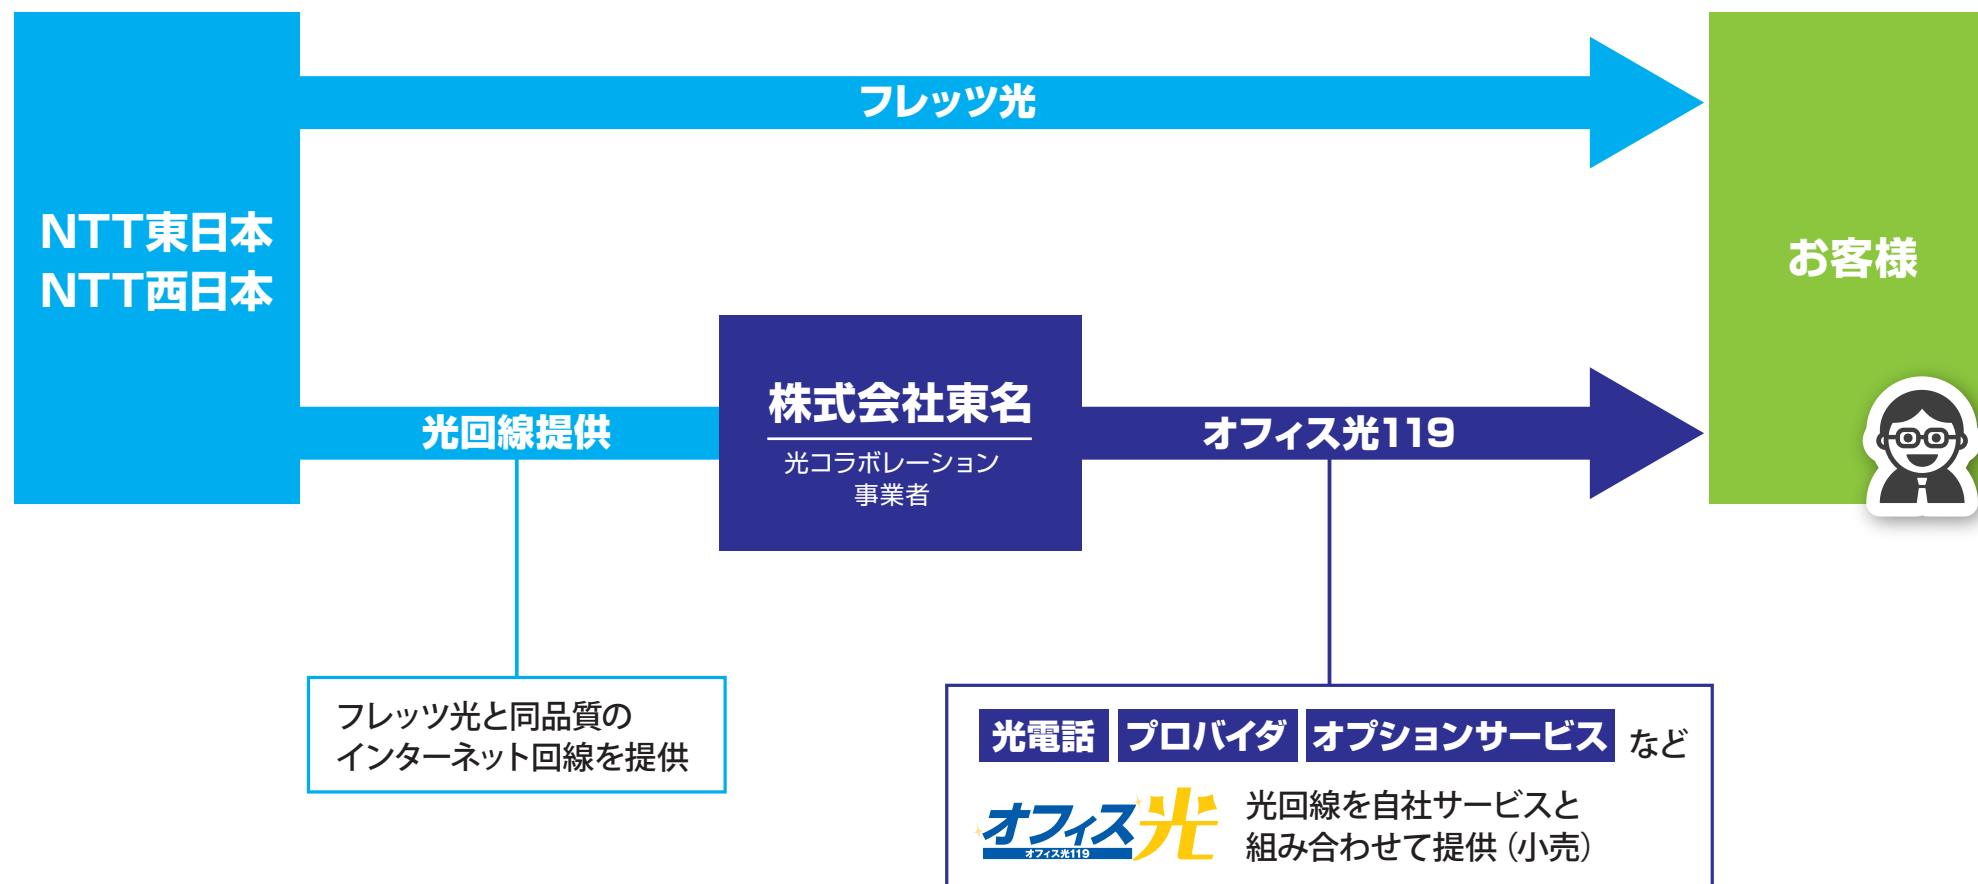 フレッツ光
NTT東日本
NTT西日本
お客様
光回線提供
株式会社東名
光コラボレーション
事業者
オフィス光119
フレッツ光と同品質の
インターネット回線を提供
光電話 プロバイダ オプションサービス など
オフィス光
オフィス光119
光回線を自社サービスと
組み合わせて提供（小売）